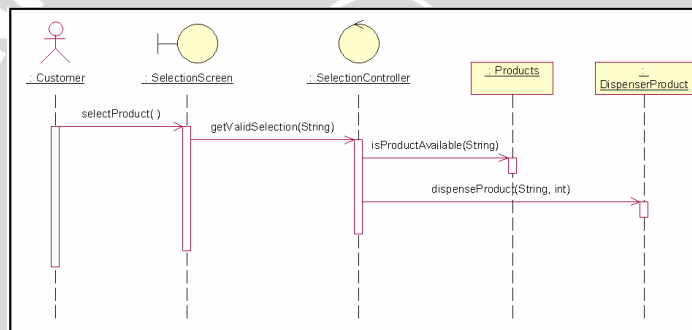 : Customer
: SelectionScreen
: SelectionController
: Products
:
DispenserProduct
selectProduct( )
getValidSelection(String)
isProductAvailable(String)
dispenseProduct(String, int)